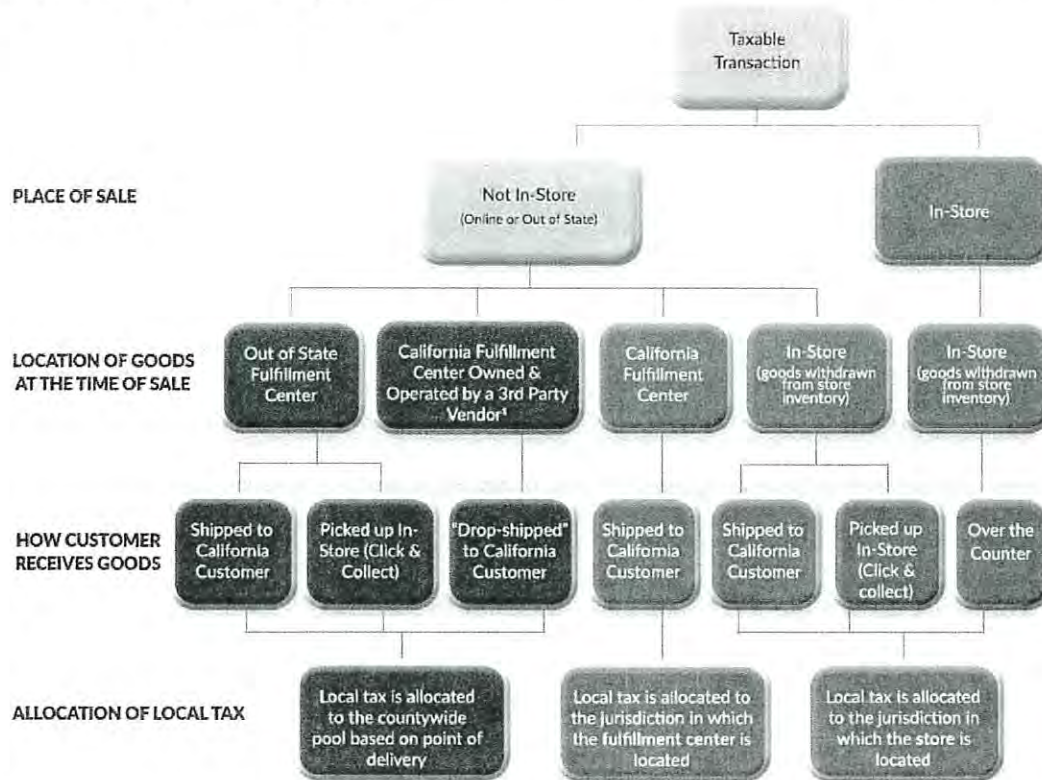 Taxable
Transaction
PLACE OF SALE
Not In-Store
(Online or Out of State)
In-Store
LOCATION OF GOODS
AT THE TIME OF SALE
Out of State
Fulfillment
Center
California Fulfillment
Center Owned &
Operated by a 3rd Party
Vendor¹
California
Fulfillment
Center
In-Store
(goods withdrawn
from store
inventory)
In-Store
(goods withdrawn
from store
inventory)
HOW CUSTOMER
RECEIVES GOODS
Shipped to
California
Customer
Picked up In-
Store (Click &
Collect)
"Drop-shipped"
to California
Customer
Shipped to
California
Customer
Shipped to
California
Customer
Picked up
In-Store
(Click &
collect)
Over the
Counter
ALLOCATION OF LOCAL TAX
Local tax is allocated
to the countywide
pool based on point of
delivery
Local tax is allocated to
the jurisdiction in which
the fulfillment center is
located
Local tax is allocated
to the jurisdiction in
which the store is
located